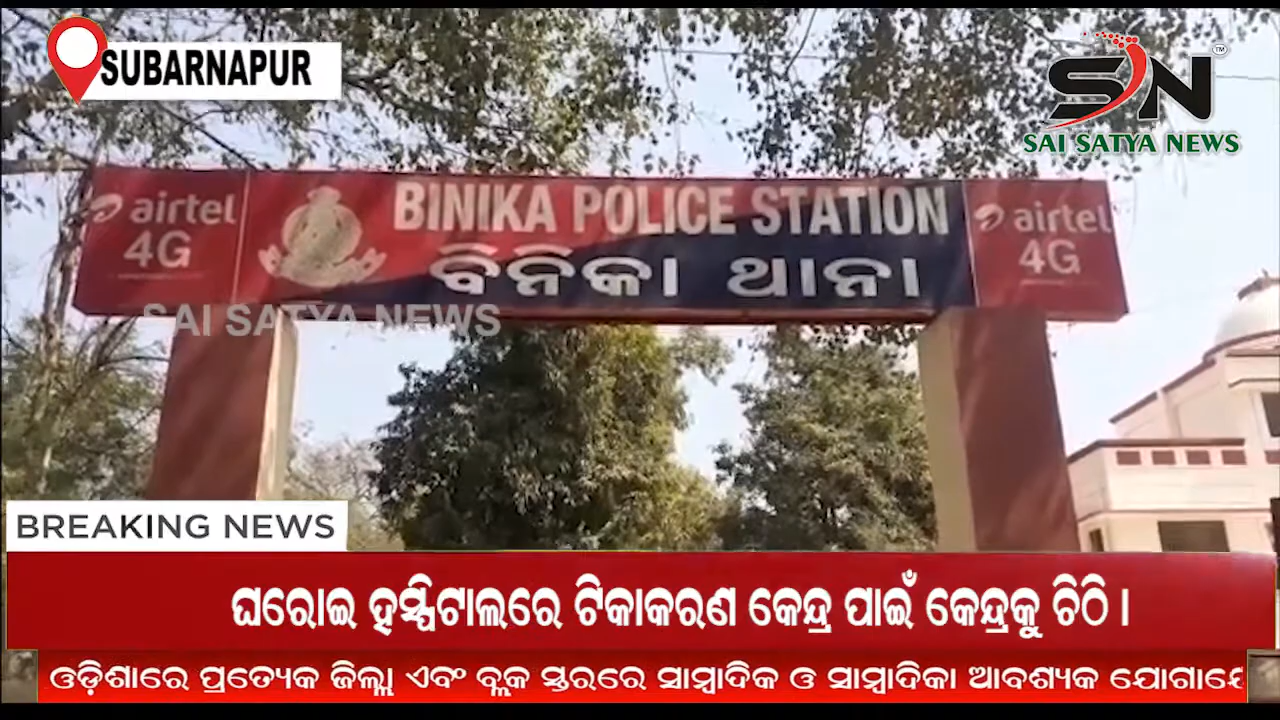 SUBARNAPUR
SN™
SAI SATYA NEWS
airtel 4G
BINIKA POLICE STATION
ବିନିକା ଥାନା
airtel 4G
SAI SATYA NEWS
BREAKING NEWS
ଘରୋଇ ହସ୍ପିଟାଲରେ ଟିକାକରଣ କେନ୍ଦ୍ର ପାଇଁ କେନ୍ଦ୍ରକୁ ଚିଠି ।
ଓଡ଼ିଶାରେ ପ୍ରତ୍ୟେକ ଜିଲ୍ଲା ଏବଂ ବ୍ଲକ ସ୍ତରରେ ସାମ୍ବାଦିକ ଓ ସାମ୍ବାଦିକା ଆବଶ୍ୟକ